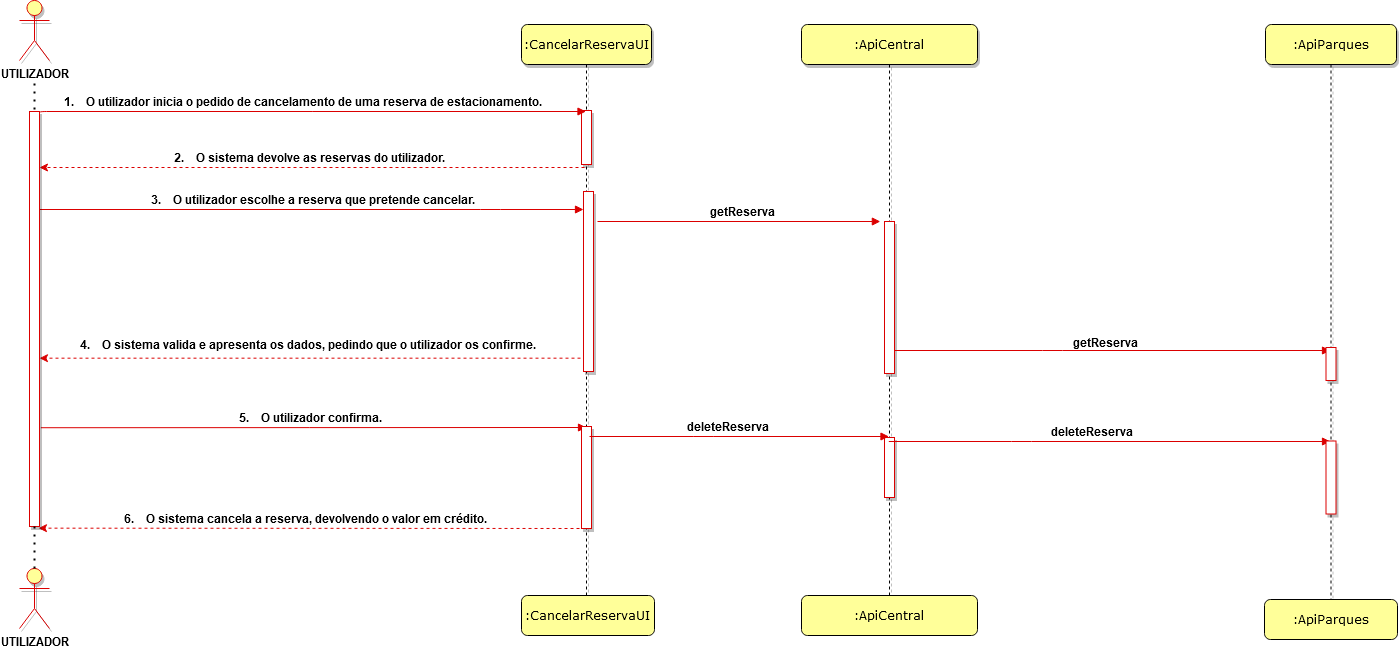 :CancelarReservaUI
:ApiCentral
:ApiParques
UTILIZADOR
1. O utilizador inicia o pedido de cancelamento de uma reserva de estacionamento.
2. O sistema devolve as reservas do utilizador.
3. O utilizador escolhe a reserva que pretende cancelar.
getReserva
4. O sistema valida e apresenta os dados, pedindo que o utilizador os confirme.
getReserva
5. O utilizador confirma.
deleteReserva
deleteReserva
6. O sistema cancela a reserva, devolvendo o valor em crédito.
:CancelarReservaUI
:ApiCentral
:ApiParques
UTILIZADOR